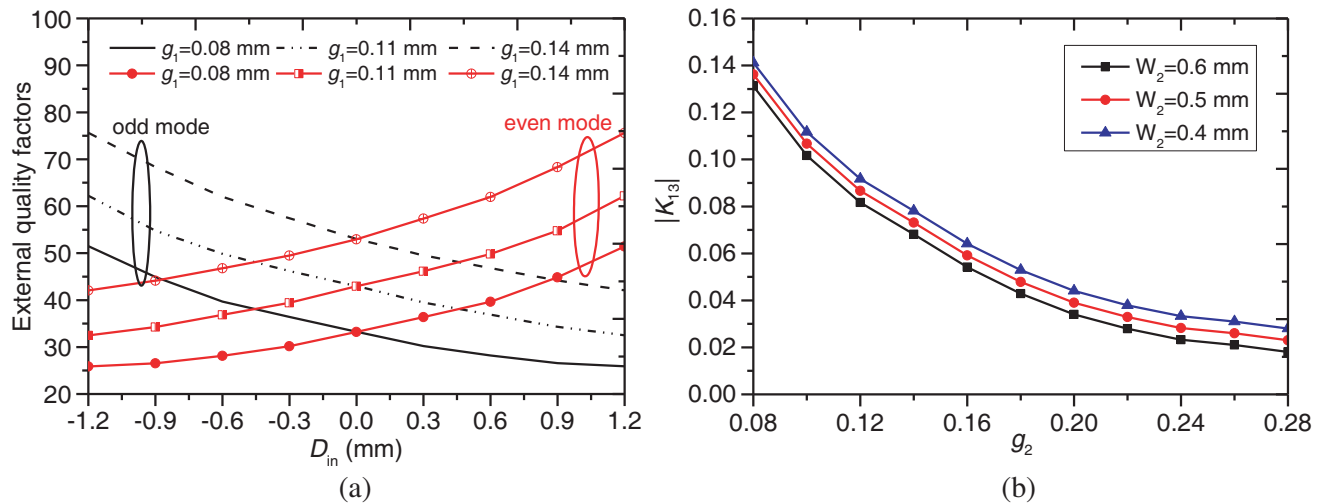 100
90
80
70
60
50
40
30
20
External quality factors
g1=0.08 mm g1=0.11 mm g1=0.14 mm
g1=0.08 mm g1=0.11 mm g1=0.14 mm
odd mode
even mode
-1.2 -0.9 -0.6 -0.3 0.0 0.3 0.6 0.9 1.2
Din (mm)
(a)
0.16
0.14
0.12
0.10
0.08
0.06
0.04
0.02
0.00
|K13|
W2=0.6 mm
W2=0.5 mm
W2=0.4 mm
0.08 0.12 0.16 0.20 0.24 0.28
g2
(b)